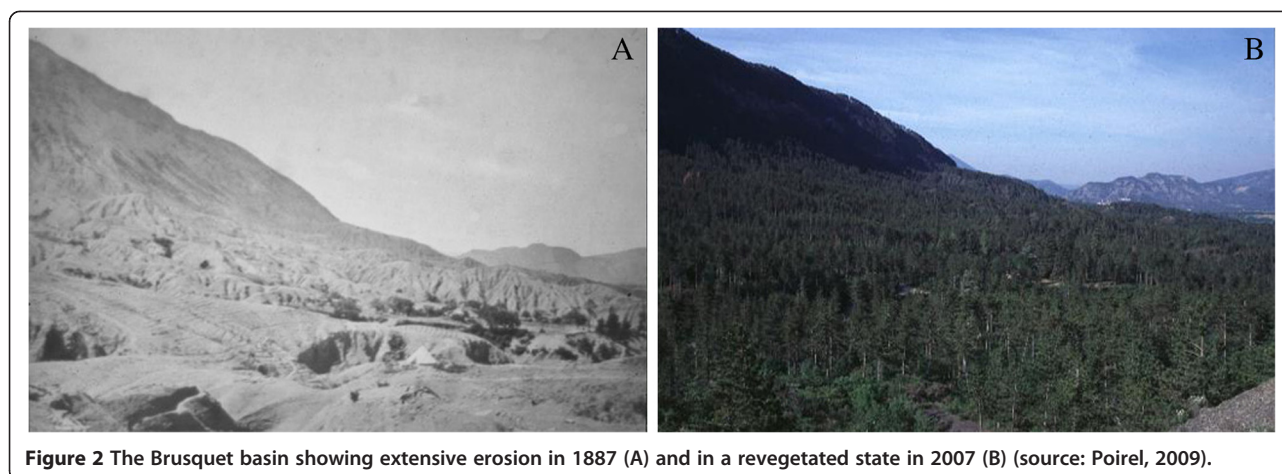 A
B
Figure 2 The Brusquet basin showing extensive erosion in 1887 (A) and in a revegetated state in 2007 (B) (source: Poirel, 2009).